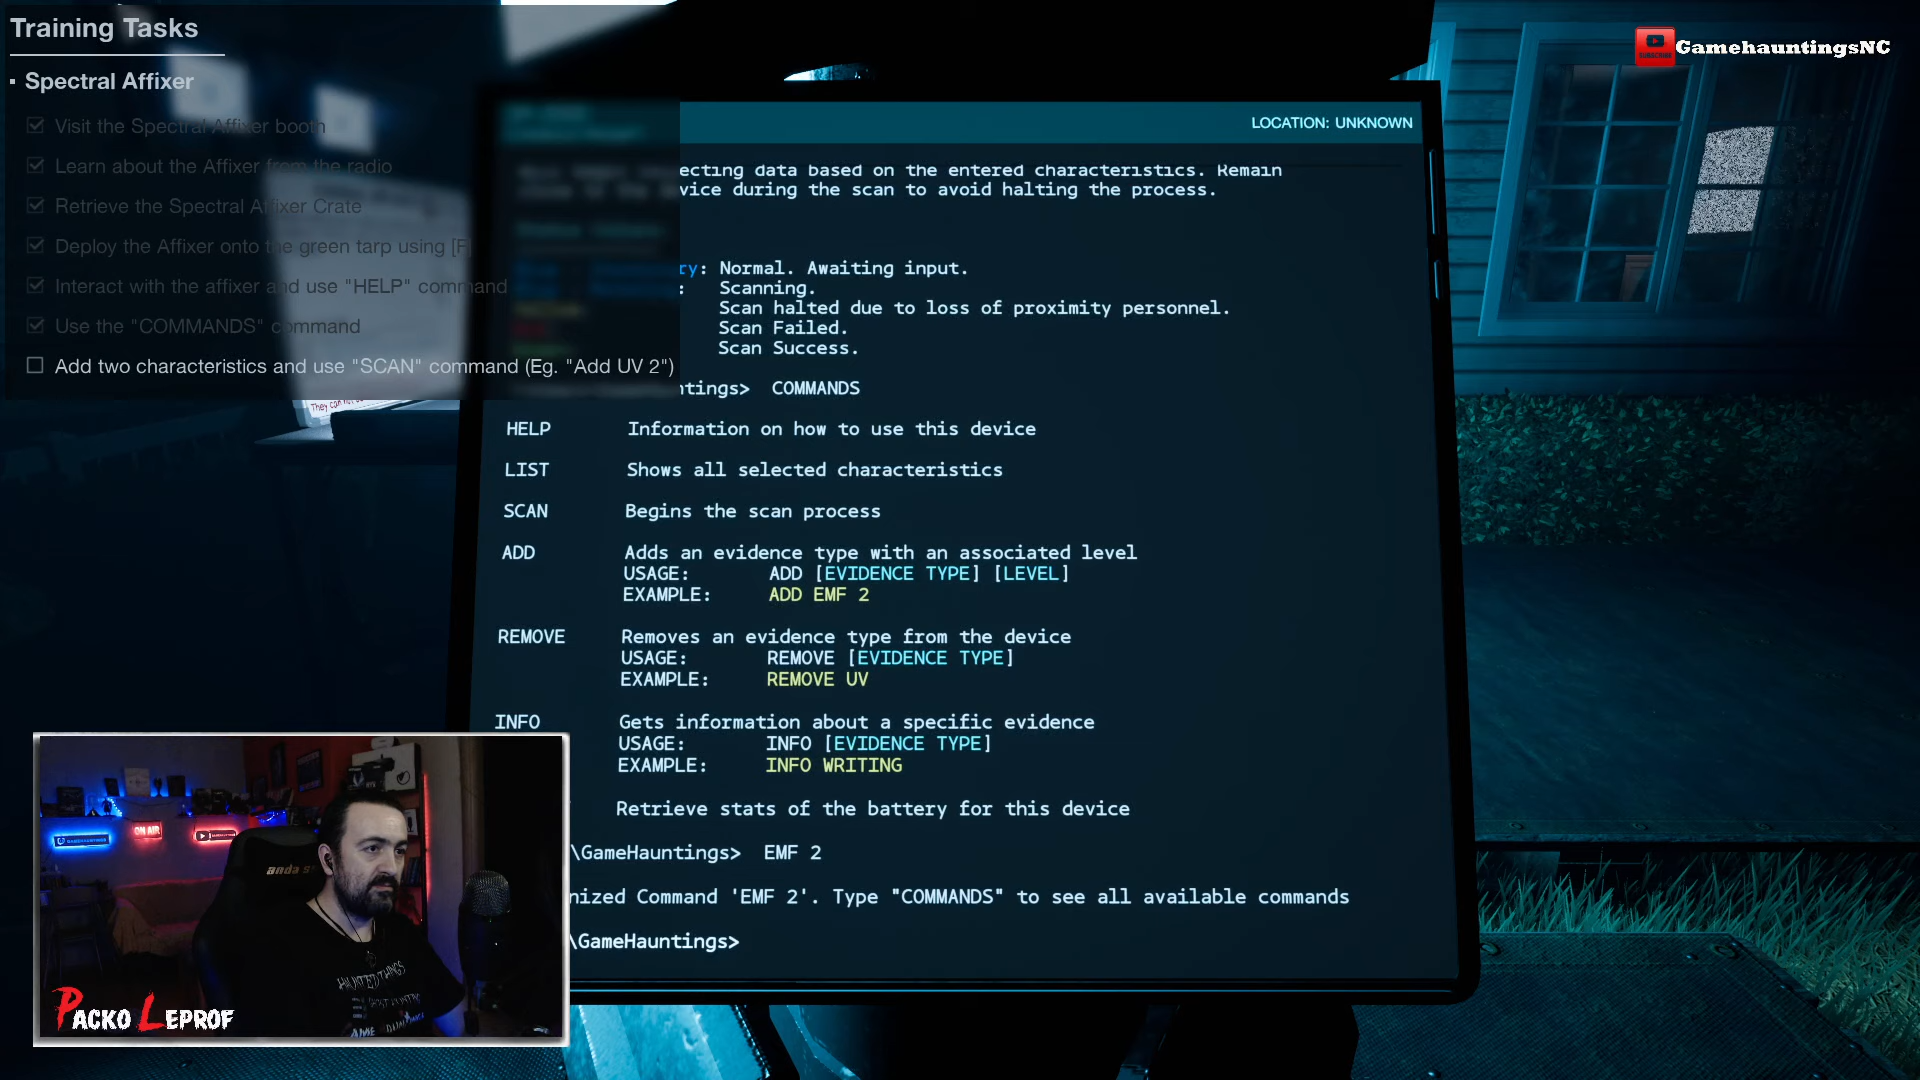 Training Tasks
Spectral Affixer
Visit the Spectral Affixer booth
Learn about the Affixer from the radio
Retrieve the Spectral Affixer Crate
Deploy the Affixer onto the green tarp using [F]
Interact with the affixer and use "HELP" command
Use the "COMMANDS" command
Add two characteristics and use "SCAN" command (Eg. "Add UV 2")
GamehauntingsNC
LOCATION: UNKNOWN
ecting data based on the entered characteristics. Remain
vice during the scan to avoid halting the process.
ry: Normal. Awaiting input.
: Scanning.
Scan halted due to loss of proximity personnel.
Scan Failed.
Scan Success.
ntings> COMMANDS
HELP Information on how to use this device
LIST Shows all selected characteristics
SCAN Begins the scan process
ADD Adds an evidence type with an associated level
USAGE: ADD [EVIDENCE TYPE] [LEVEL]
EXAMPLE: ADD EMF 2
REMOVE Removes an evidence type from the device
USAGE: REMOVE [EVIDENCE TYPE]
EXAMPLE: REMOVE UV
INFO Gets information about a specific evidence
USAGE: INFO [EVIDENCE TYPE]
EXAMPLE: INFO WRITING
Retrieve stats of the battery for this device
\GameHauntings> EMF 2
nized Command 'EMF 2'. Type "COMMANDS" to see all available commands
\GameHauntings>
ON AIR
anda s
HAUNTED THINGS
PACKO LEPROF